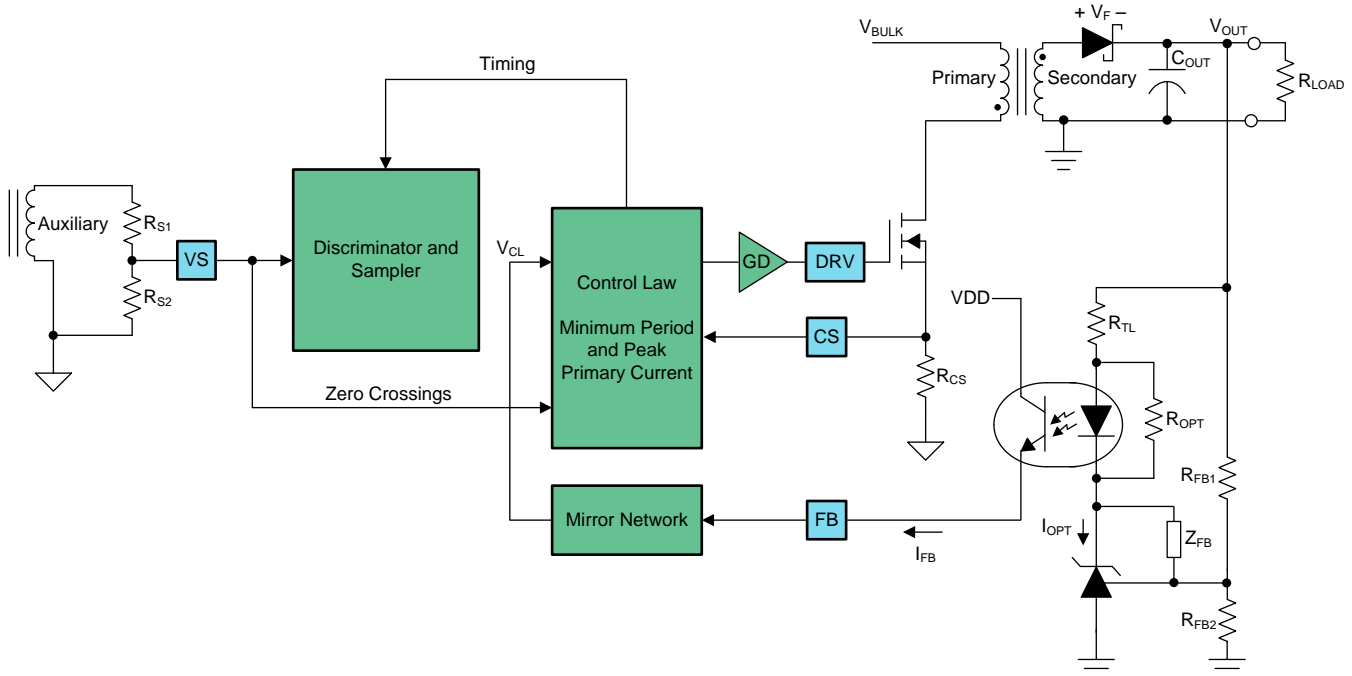 + V_F –
V_BULK
V_OUT
Timing
Primary
Secondary
C_OUT
R_LOAD
Auxiliary
R_S1
VS
Discriminator and
Sampler
V_CL
GD
DRV
Control Law
R_S2
VDD
Minimum Period
and Peak
Primary Current
CS
R_TL
R_CS
Zero Crossings
R_OPT
R_FB1
Mirror Network
FB
I_FB
I_OPT
Z_FB
R_FB2